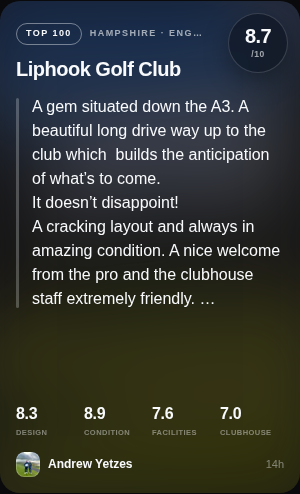 TOP 100 HAMPSHIRE · ENG...
8.7
/10
Liphook Golf Club
A gem situated down the A3. A
beautiful long drive way up to the
club which  builds the anticipation
of what's to come.
It doesn't disappoint!
A cracking layout and always in
amazing condition. A nice welcome
from the pro and the clubhouse
staff extremely friendly. ...
8.3 8.9 7.6 7.0
DESIGN CONDITION FACILITIES CLUBHOUSE
Andrew Yetzes 14h